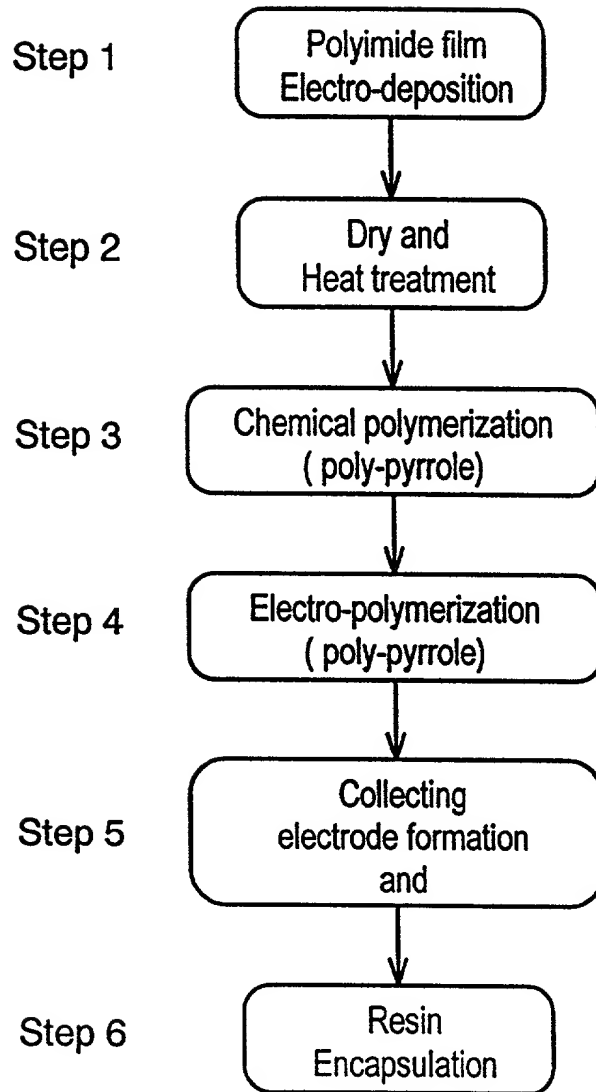 Step 1
Polyimide film
Electro-deposition
Step 2
Dry and
Heat treatment
Step 3
Chemical polymerization
( poly-pyrrole)
Step 4
Electro-polymerization
( poly-pyrrole)
Step 5
Collecting
electrode formation
and
Step 6
Resin
Encapsulation